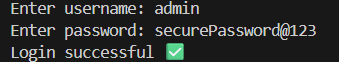 Enter username: admin
Enter password: securePassword@123
Login successful ✅